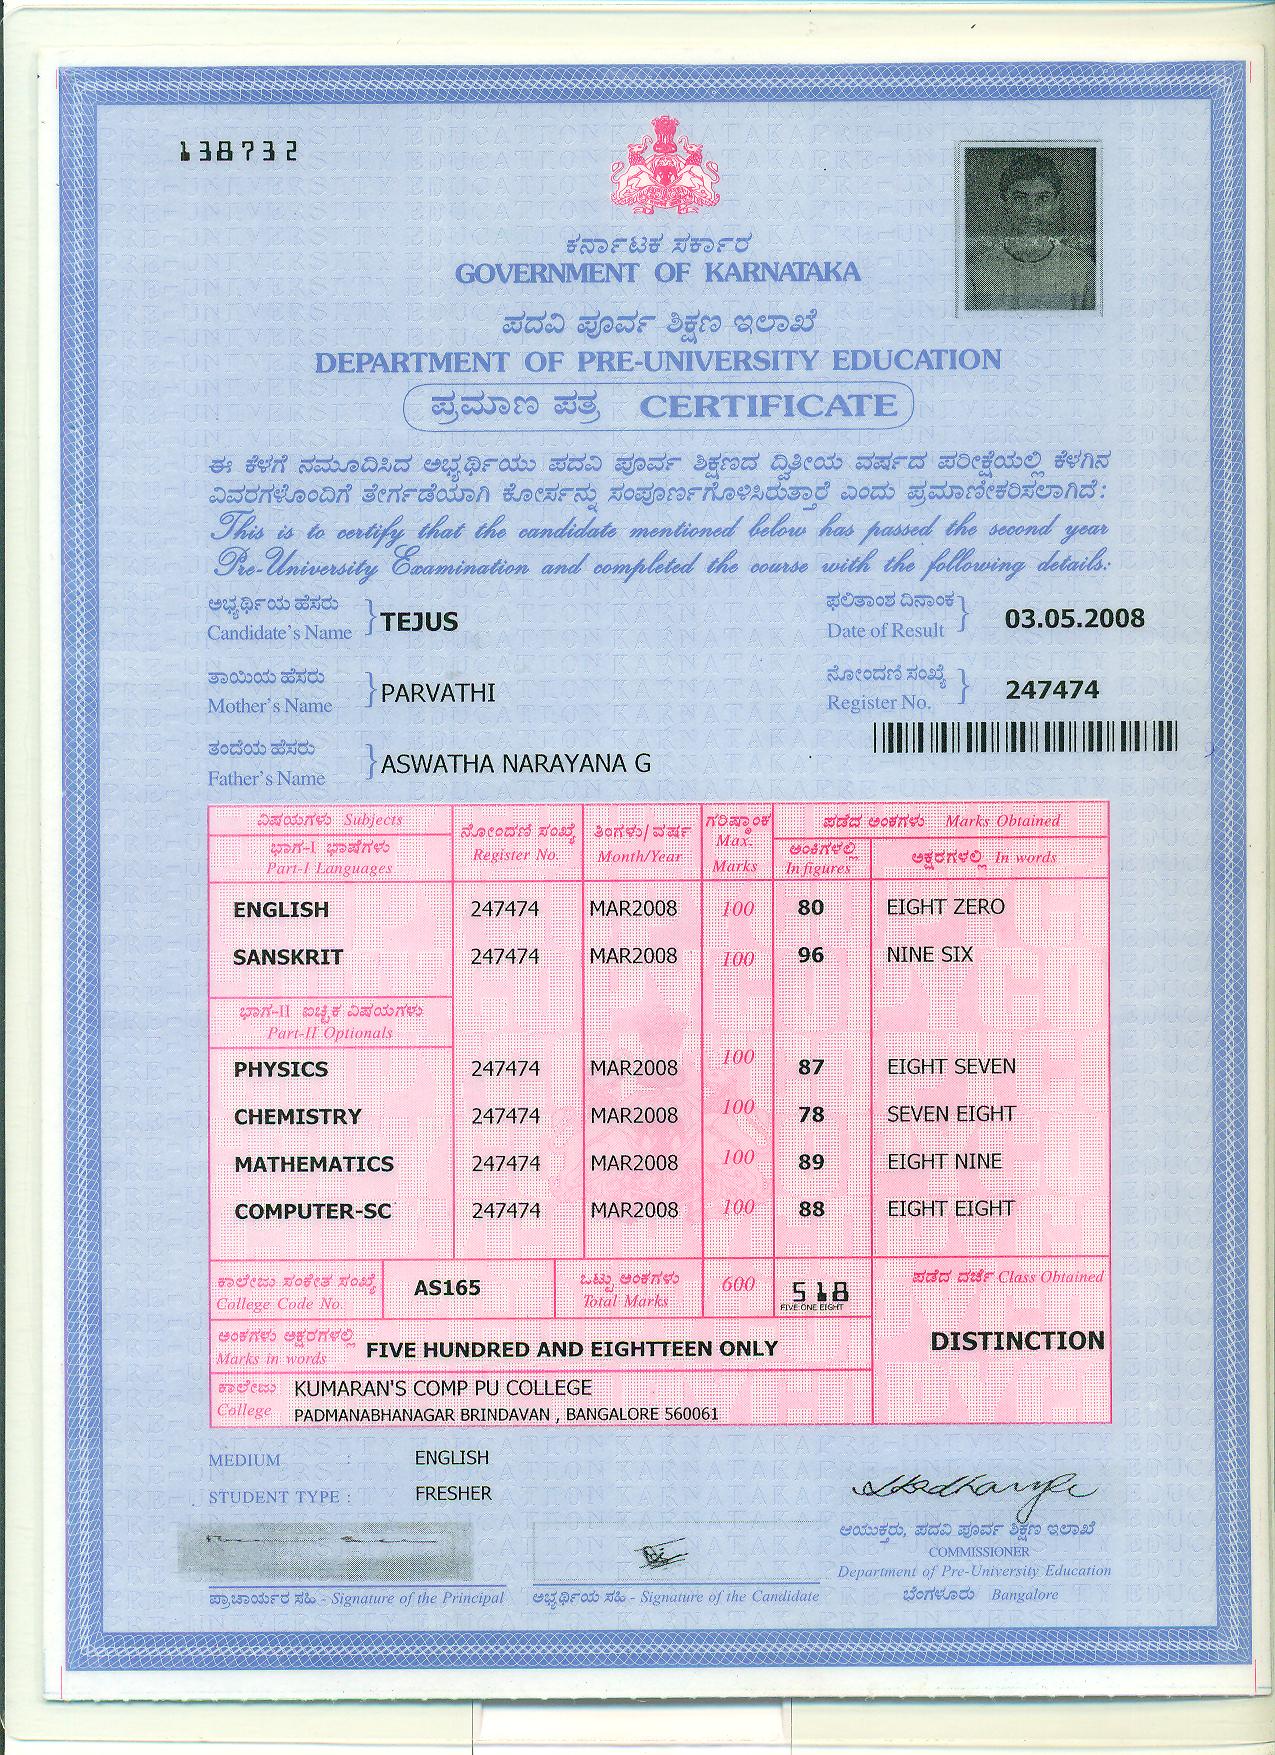 138732
ಕರ್ನಾಟಕ ಸರ್ಕಾರ
GOVERNMENT OF KARNATAKA
ಪದವಿ ಪೂರ್ವ ಶಿಕ್ಷಣ ಇಲಾಖೆ
DEPARTMENT OF PRE-UNIVERSITY EDUCATION
ಪ್ರಮಾಣ ಪತ್ರ CERTIFICATE
ಈ ಕೆಳಗೆ ನಮೂದಿಸಿದ ಅಭ್ಯರ್ಥಿಯು ಪದವಿ ಪೂರ್ವ ಶಿಕ್ಷಣದ ದ್ವಿತೀಯ ವರ್ಷದ ಪರೀಕ್ಷೆಯಲ್ಲಿ ಕೆಳಗಿನ
ವಿವರಗಳೊಂದಿಗೆ ತೇರ್ಗಡೆಯಾಗಿ ಕೋರ್ಸನ್ನು ಸಂಪೂರ್ಣಗೊಳಿಸಿರುತ್ತಾರೆ ಎಂದು ಪ್ರಮಾಣೀಕರಿಸಲಾಗಿದೆ:
This is to certify that the candidate mentioned below has passed the second year
Pre-University Examination and completed the course with the following details:
ಅಭ್ಯರ್ಥಿಯ ಹೆಸರು
Candidate's Name
TEJUS
ಫಲಿತಾಂಶ ದಿನಾಂಕ
Date of Result
03.05.2008
ತಾಯಿಯ ಹೆಸರು
Mother's Name
PARVATHI
ನೋಂದಣಿ ಸಂಖ್ಯೆ
Register No.
247474
ತಂದೆಯ ಹೆಸರು
Father's Name
ASWATHA NARAYANA G
ವಿಷಯಗಳು Subjects
ಭಾಗ-I ಭಾಷೆಗಳು
Part-I Languages
ನೋಂದಣಿ ಸಂಖ್ಯೆ
Register No.
ತಿಂಗಳು/ವರ್ಷ
Month/Year
ಗರಿಷ್ಠಾಂಕ
Max.
Marks
ಪಡೆದ ಅಂಕಗಳು Marks Obtained
ಅಂಕಿಗಳಲ್ಲಿ
In figures
ಅಕ್ಷರಗಳಲ್ಲಿ In words
ENGLISH 247474 MAR2008 100 80 EIGHT ZERO
SANSKRIT 247474 MAR2008 100 96 NINE SIX
ಭಾಗ-II ಐಚ್ಛಿಕ ವಿಷಯಗಳು
Part-II Optionals
PHYSICS 247474 MAR2008 100 87 EIGHT SEVEN
CHEMISTRY 247474 MAR2008 100 78 SEVEN EIGHT
MATHEMATICS 247474 MAR2008 100 89 EIGHT NINE
COMPUTER-SC 247474 MAR2008 100 88 EIGHT EIGHT
ಕಾಲೇಜು ಸಂಕೇತ ಸಂಖ್ಯೆ
College Code No.
AS165
ಒಟ್ಟು ಅಂಕಗಳು
Total Marks
600
518
FIVE ONE EIGHT
ಪಡೆದ ದರ್ಜೆ Class Obtained
DISTINCTION
ಅಂಕಗಳು ಅಕ್ಷರಗಳಲ್ಲಿ
Marks in words
FIVE HUNDRED AND EIGHTTEEN ONLY
ಕಾಲೇಜು
College
KUMARAN'S COMP PU COLLEGE
PADMANABHANAGAR BRINDAVAN , BANGALORE 560061
MEDIUM : ENGLISH
STUDENT TYPE : FRESHER
ಆಯುಕ್ತರು, ಪದವಿ ಪೂರ್ವ ಶಿಕ್ಷಣ ಇಲಾಖೆ
COMMISSIONER
Department of Pre-University Education
ಬೆಂಗಳೂರು Bangalore
ಪ್ರಾಚಾರ್ಯರ ಸಹಿ - Signature of the Principal
ಅಭ್ಯರ್ಥಿಯ ಸಹಿ - Signature of the Candidate